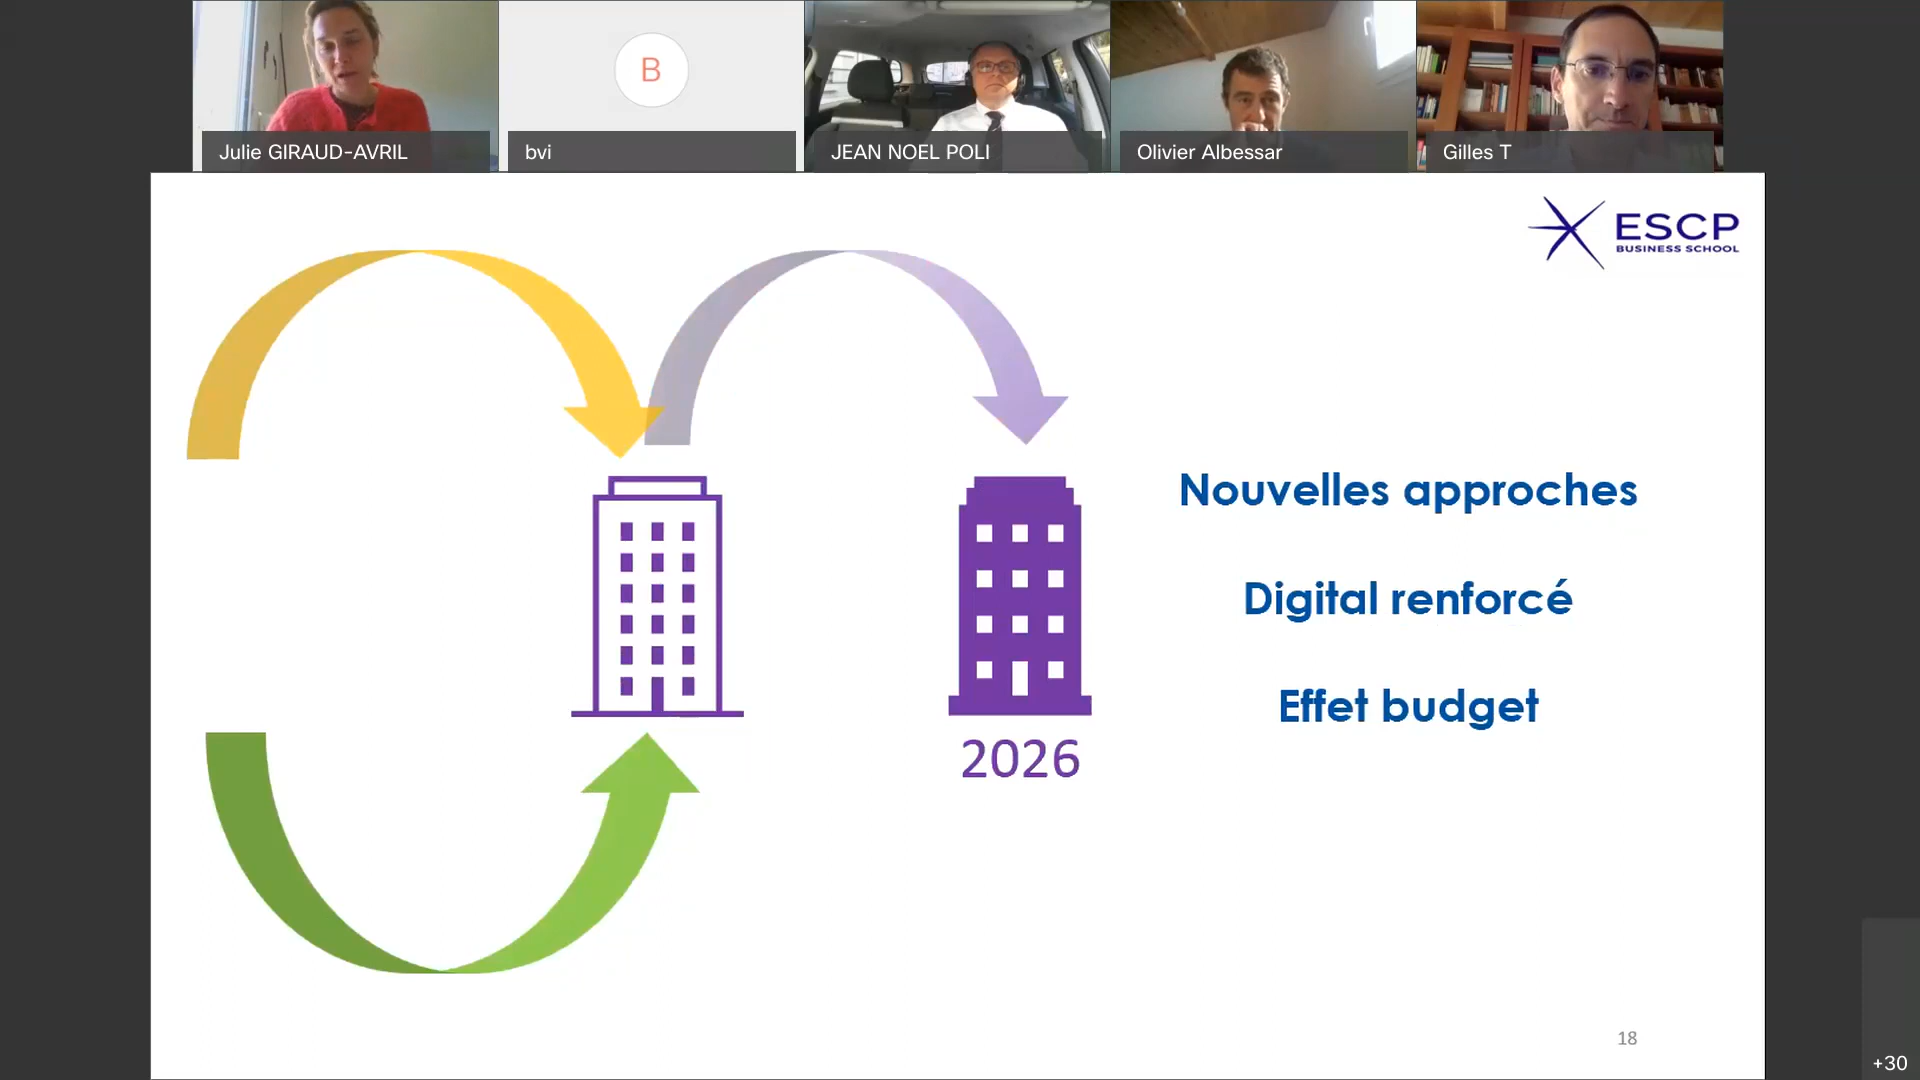 Julie GIRAUD-AVRIL
B
bvi
JEAN NOEL POLI
Olivier Albessar
Gilles T
ESCP
BUSINESS SCHOOL
Nouvelles approches
Digital renforcé
Effet budget
2026
18
+30